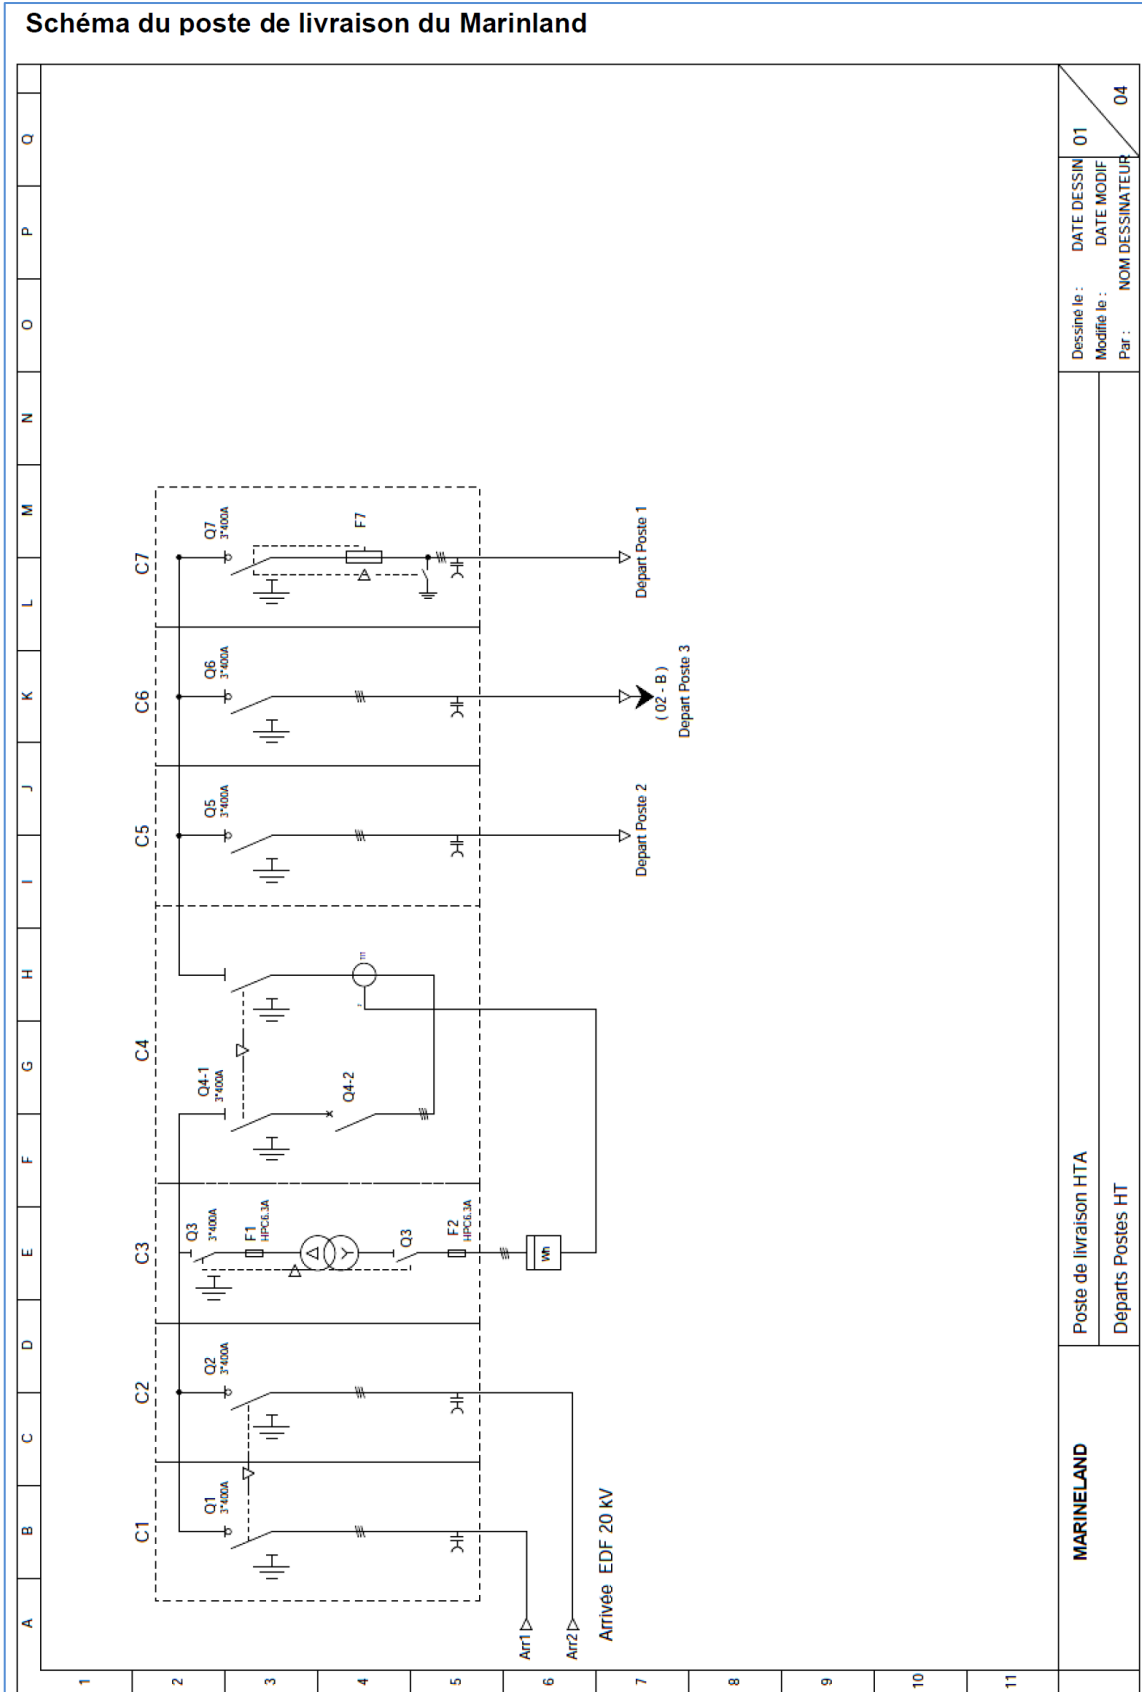 Schéma du poste de livraison du Marinland
A B C D E F G H I J K L M N O P Q
1
2
3
4
5
6
7
8
9
10
11
C1
C2
C3
C4
C5
C6
C7
Q1
3*400A
Q2
3*400A
Q3
3*400A
F1
HPC6.3A
Δ
Y
Q3
F2
HPC6.3A
Wh
Q4-1
3*400A
Q4-2
Q5
3*400A
Q6
3*400A
Q7
3*400A
F7
Arr1
Arr2
Arrivée EDF 20 kV
Depart Poste 2
( 02 - B )
Depart Poste 3
Départ Poste 1
MARINELAND
Poste de livraison HTA
Départs Postes HT
Dessiné le : DATE DESSIN
Modifié le : DATE MODIF
Par : NOM DESSINATEUR
01
04